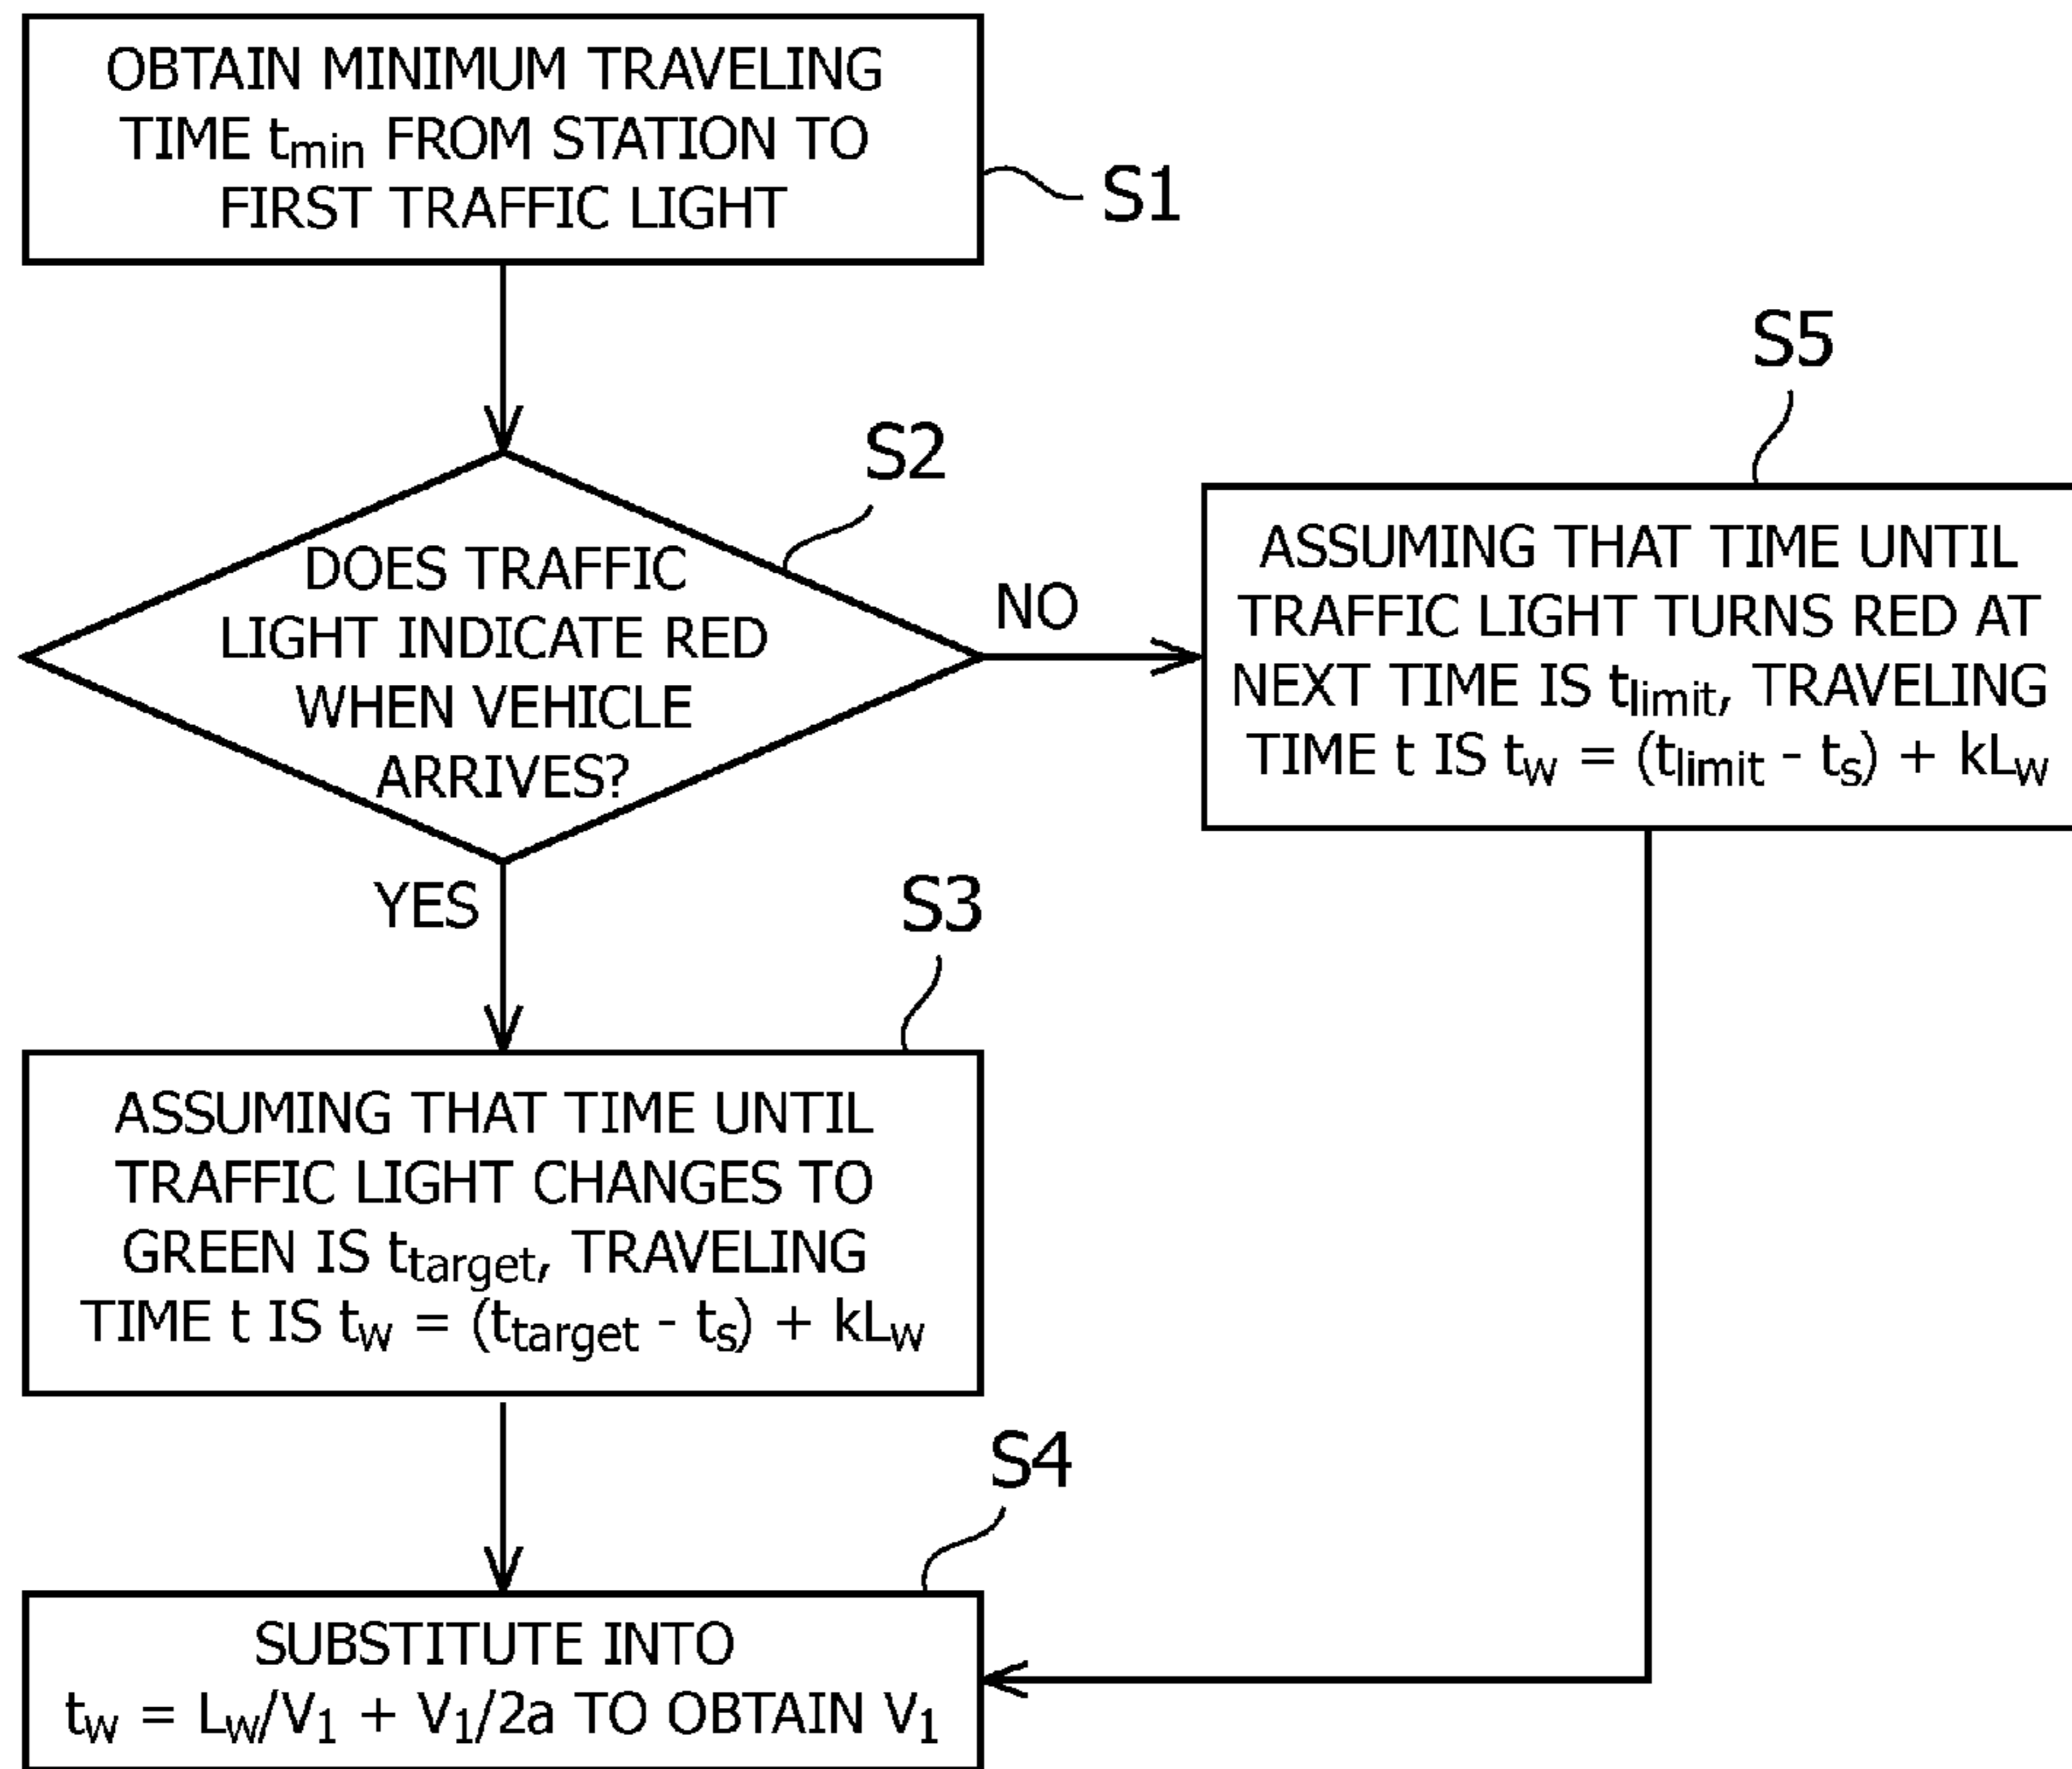 OBTAIN MINIMUM TRAVELING
TIME tmin FROM STATION TO
FIRST TRAFFIC LIGHT
S1
S2
DOES TRAFFIC
LIGHT INDICATE RED
WHEN VEHICLE
ARRIVES?
NO
S5
ASSUMING THAT TIME UNTIL
TRAFFIC LIGHT TURNS RED AT
NEXT TIME IS tlimit, TRAVELING
TIME t IS tw = (tlimit - ts) + kLw
YES
S3
ASSUMING THAT TIME UNTIL
TRAFFIC LIGHT CHANGES TO
GREEN IS ttarget, TRAVELING
TIME t IS tw = (ttarget - ts) + kLw
S4
SUBSTITUTE INTO
tw = Lw/V1 + V1/2a TO OBTAIN V1